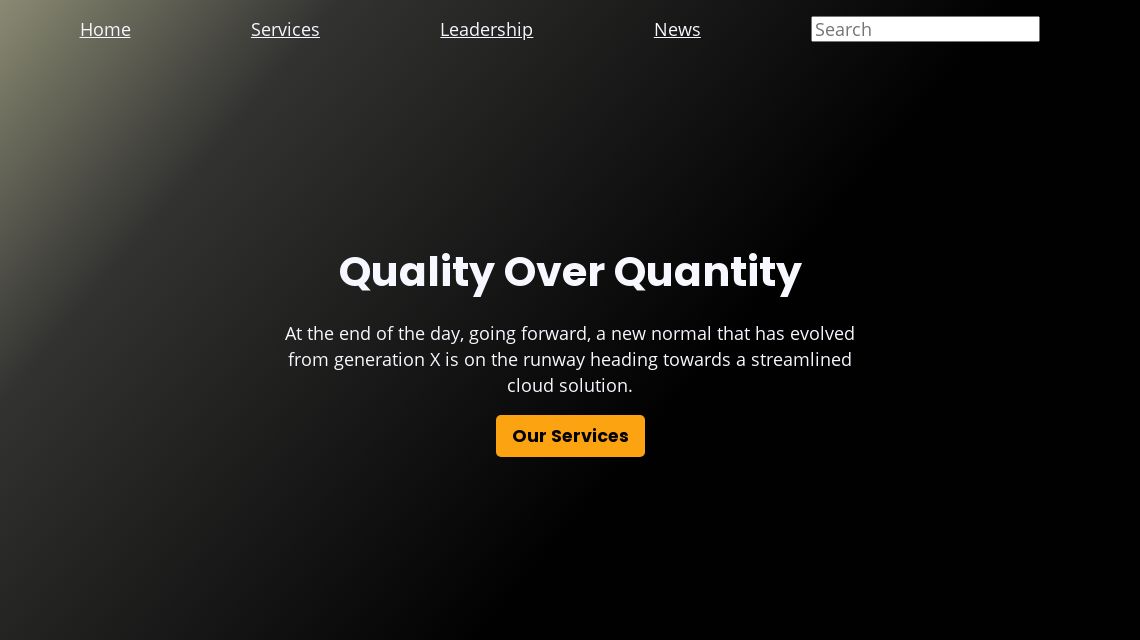 Home Services Leadership News Search
Quality Over Quantity
At the end of the day, going forward, a new normal that has evolved
from generation X is on the runway heading towards a streamlined
cloud solution.
Our Services